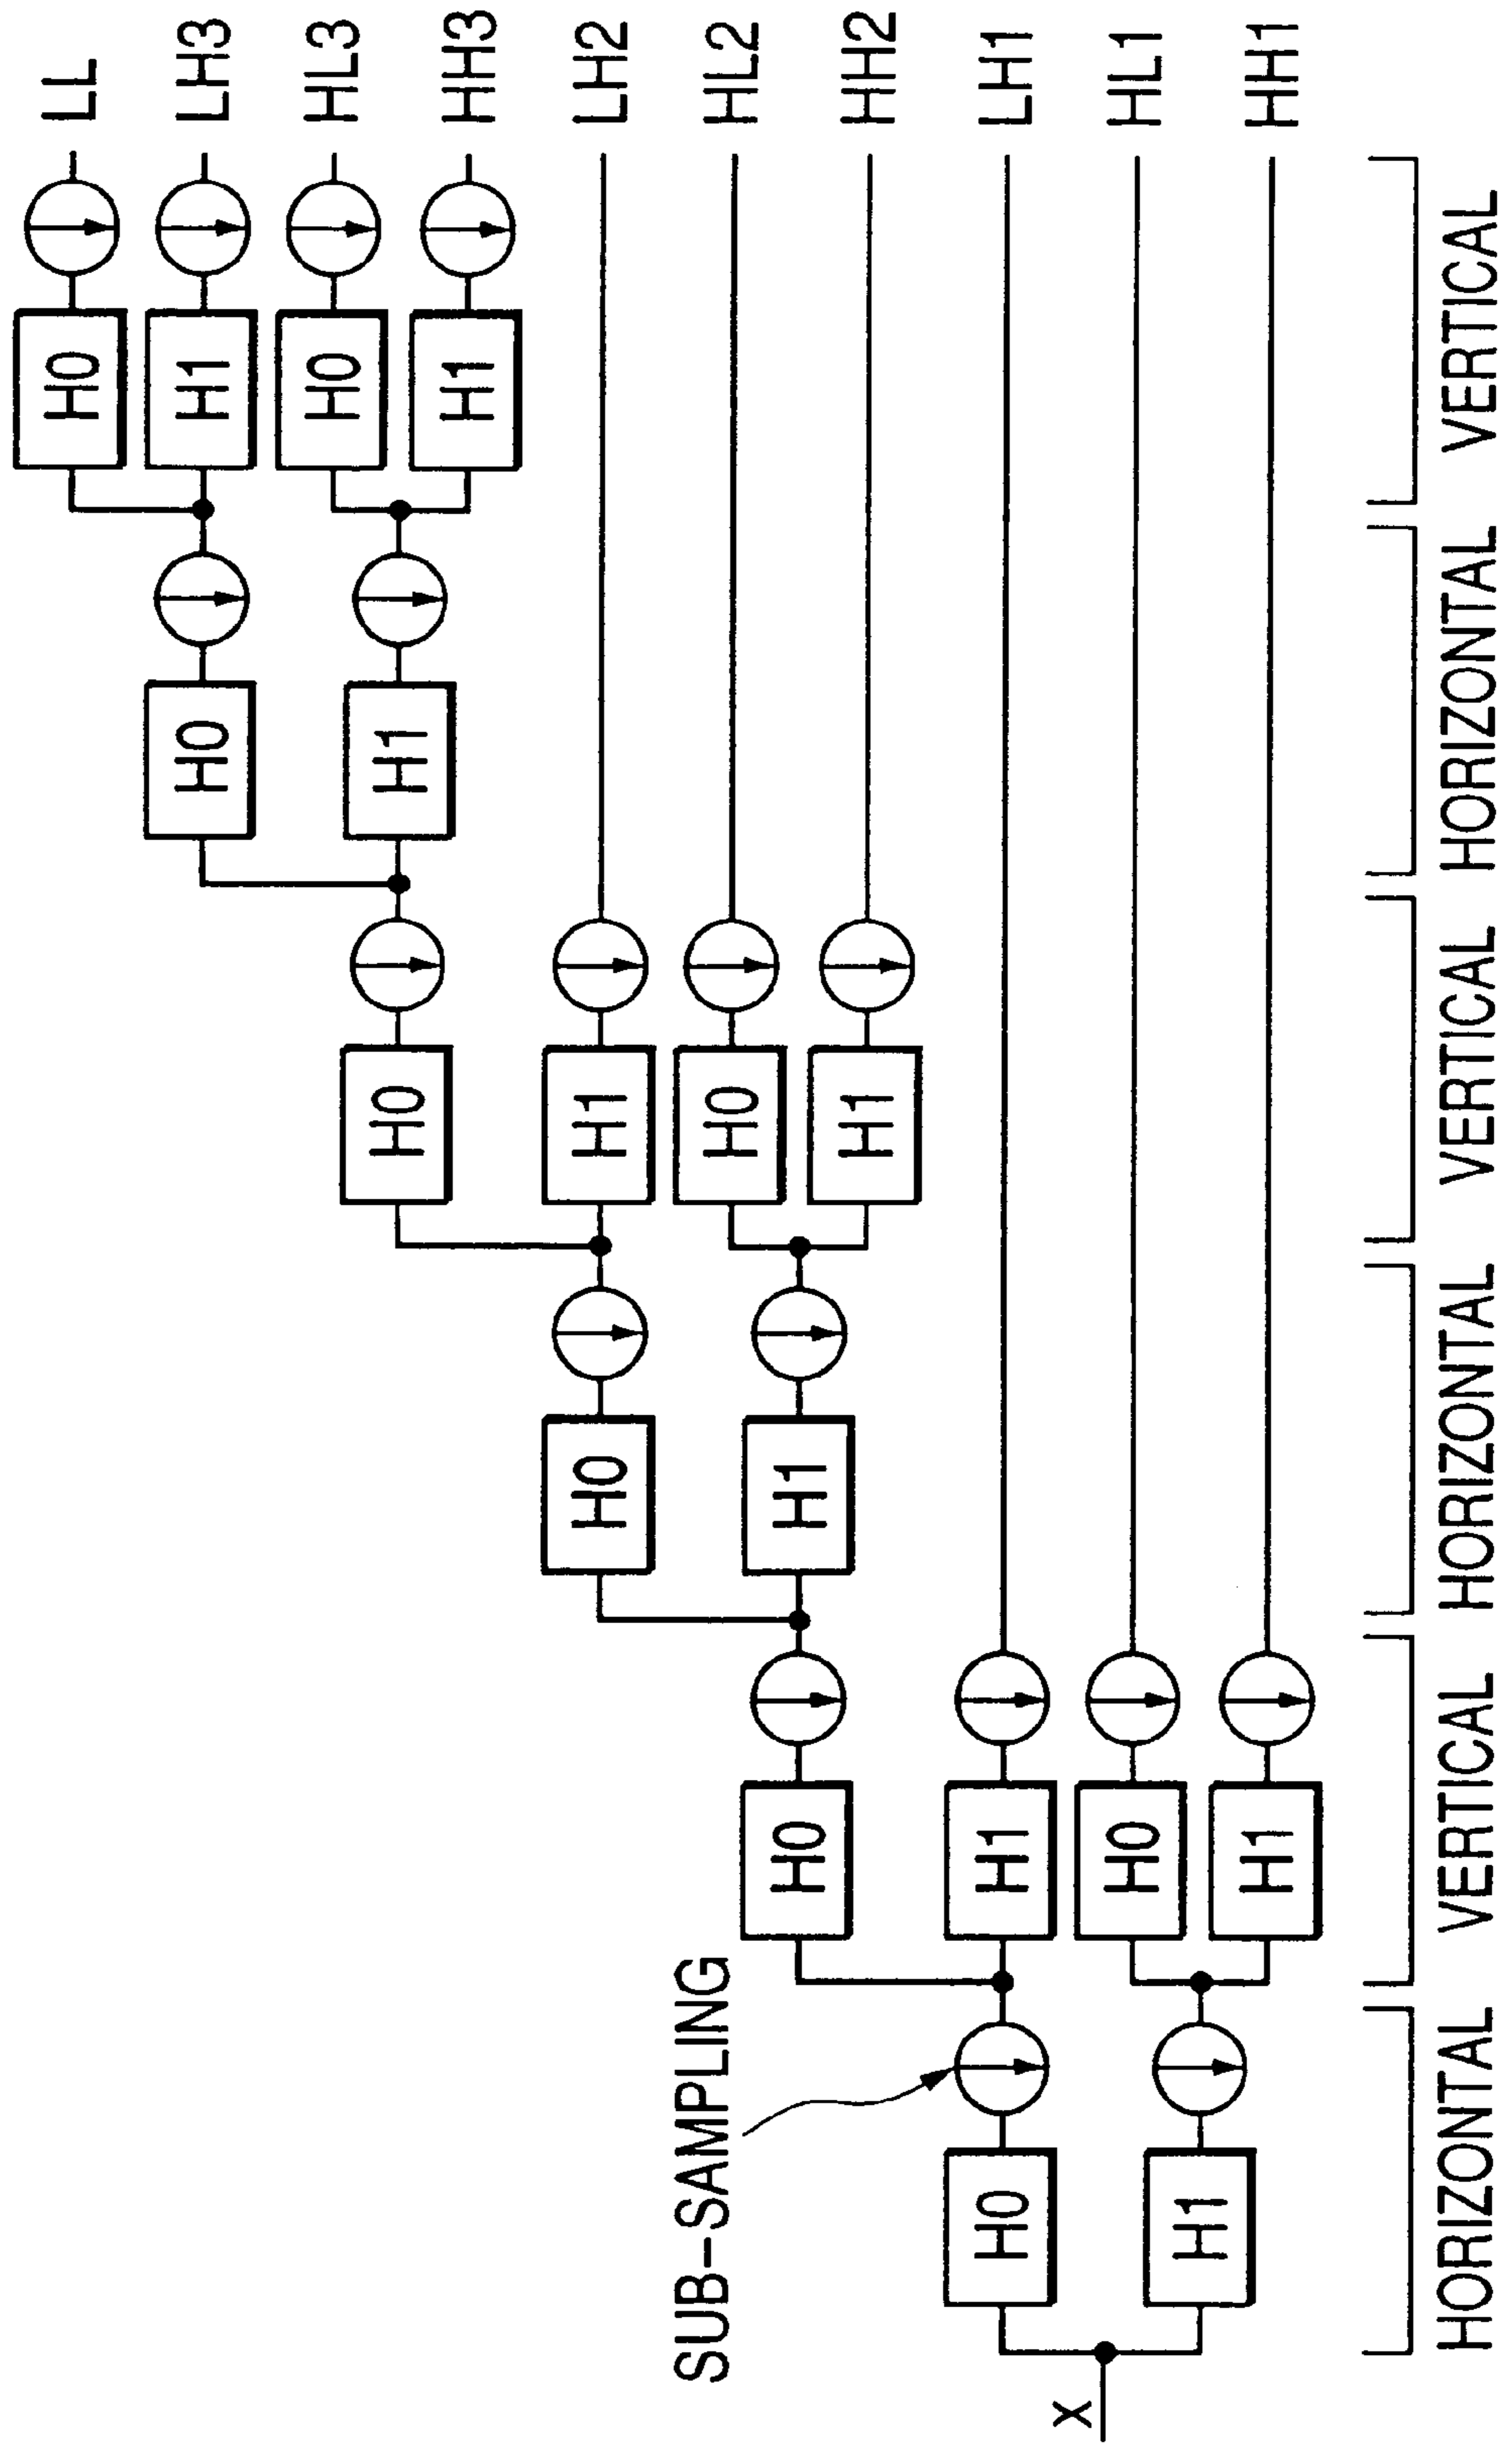 LL
LH3
HL3
HH3
LH2
HL2
HH2
LH1
HL1
HH1
H0
H1
H0
H1
H0
H1
H0
H1
H0
H1
H0
H1
H0
H1
H0
H1
SUB-SAMPLING
H0
H1
X
HORIZONTAL VERTICAL HORIZONTAL VERTICAL HORIZONTAL VERTICAL